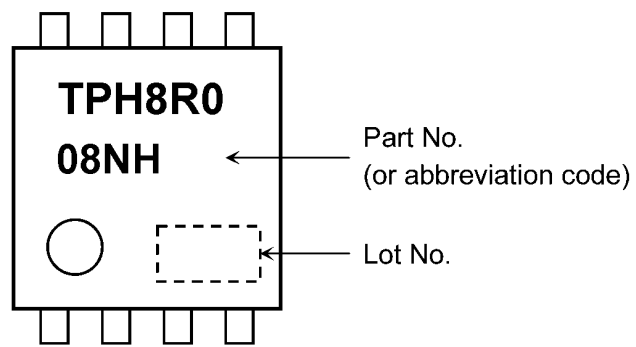 TPH8R0
08NH
Part No.
(or abbreviation code)
Lot No.